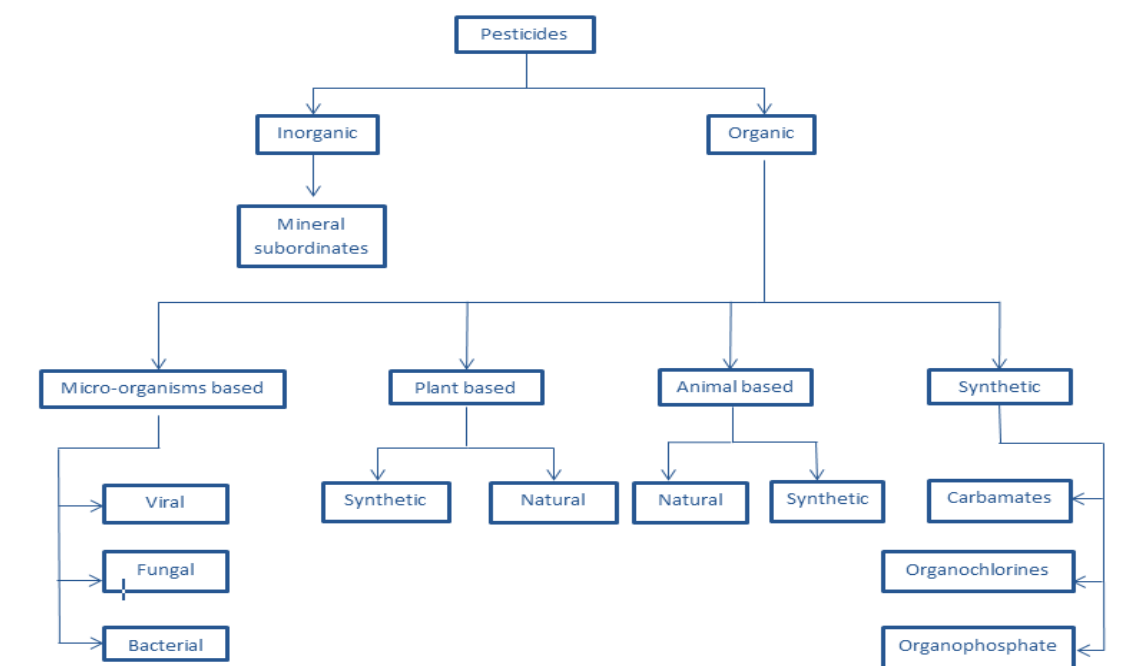 Pesticides
Inorganic
Organic
Mineral
subordinates
Micro-organisms based
Plant based
Animal based
Synthetic
Viral
Fungal
Bacterial
Synthetic
Natural
Natural
Synthetic
Carbamates
Organochlorines
Organophosphate